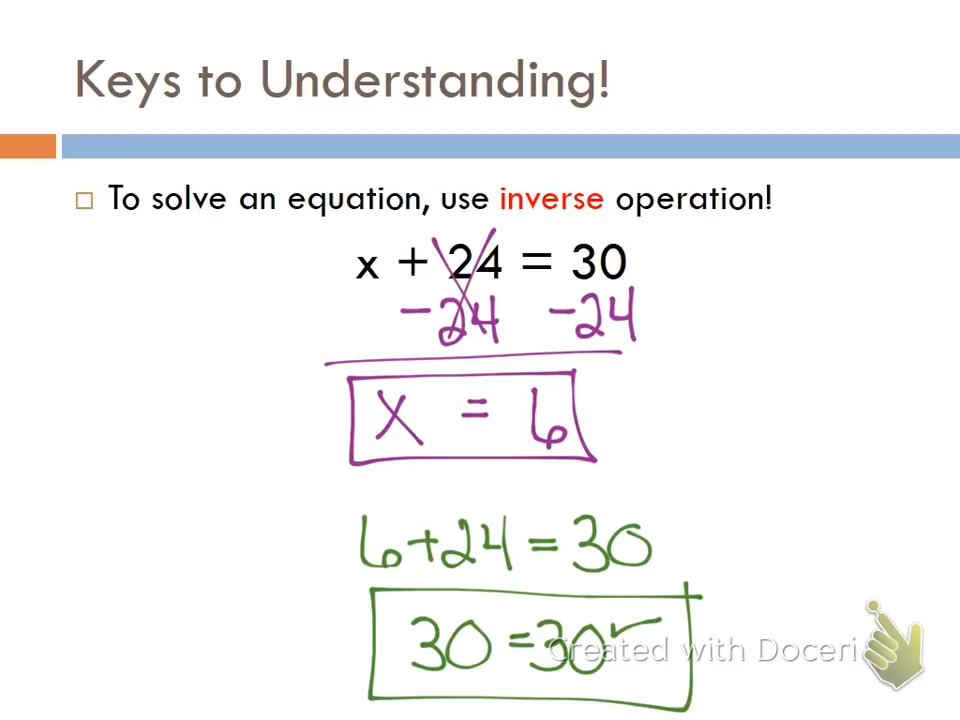 Keys to Understanding!
To solve an equation, use inverse operation!
x + 24 = 30
-24 -24
x = 6
6+24=30
30=30✓
Created with Doceri